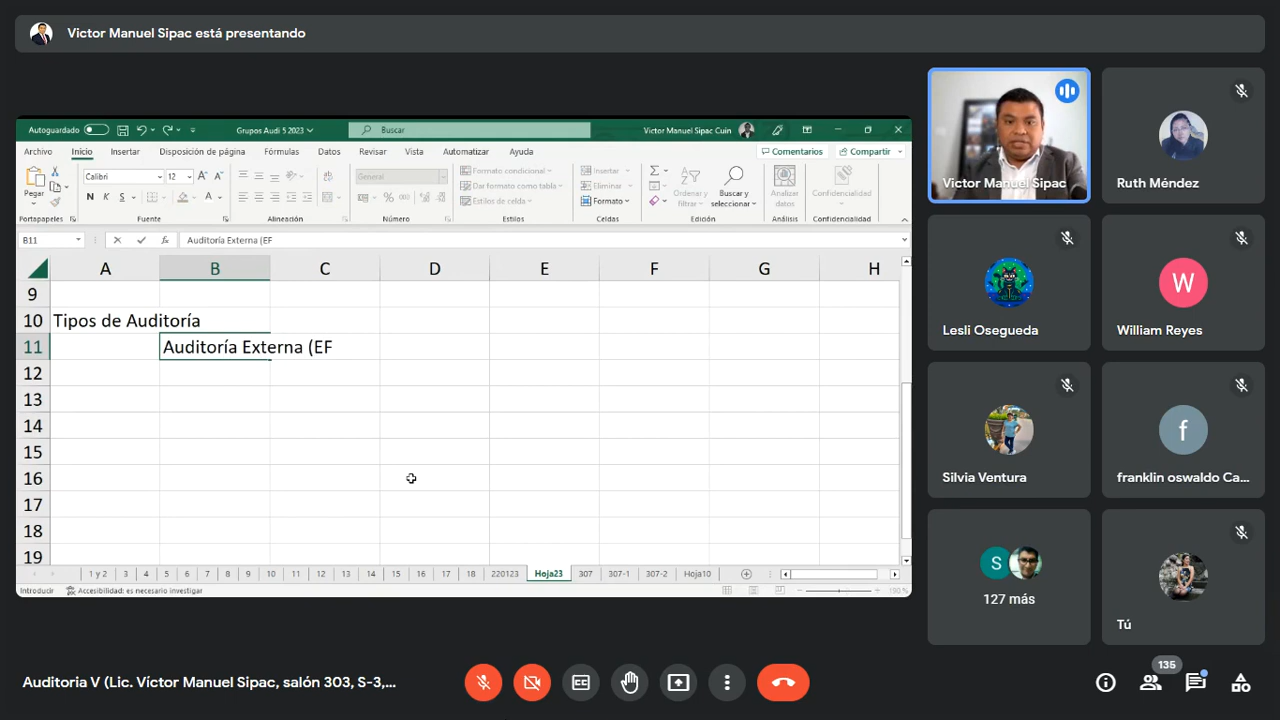 Victor Manuel Sipac está presentando
Autoguardado
Grupos Audi 5 2023
Buscar
Victor Manuel Sipac Cuin
Archivo Inicio Insertar Disposición de página Fórmulas Datos Revisar Vista Automatizar Ayuda
Comentarios Compartir
Pegar
Calibri 12
N K S
General
Formato condicional
Dar formato como tabla
Estilos de celda
Insertar
Eliminar
Formato
Ordenar y filtrar
Buscar y seleccionar
Analizar datos
Confidencialidad
Portapapeles Fuente Alineación Número Estilos Celdas Edición Análisis Confidencialidad
B11 fx Auditoría Externa (EF
A B C D E F G H
9
10 Tipos de Auditoría
11 Auditoría Externa (EF
12
13
14
15
16
17
18
19
1 y 2 3 4 5 6 7 8 9 10 11 12 13 14 15 16 17 18 220123 Hoja23 307 307-1 307-2 Hoja10
Introducir Accesibilidad: es necesario investigar 190 %
Victor Manuel Sipac
Ruth Méndez
Lesli Osegueda
W
William Reyes
Silvia Ventura
f
franklin oswaldo Ca...
S
127 más
Tú
Auditoria V (Lic. Víctor Manuel Sipac, salón 303, S-3,...
135